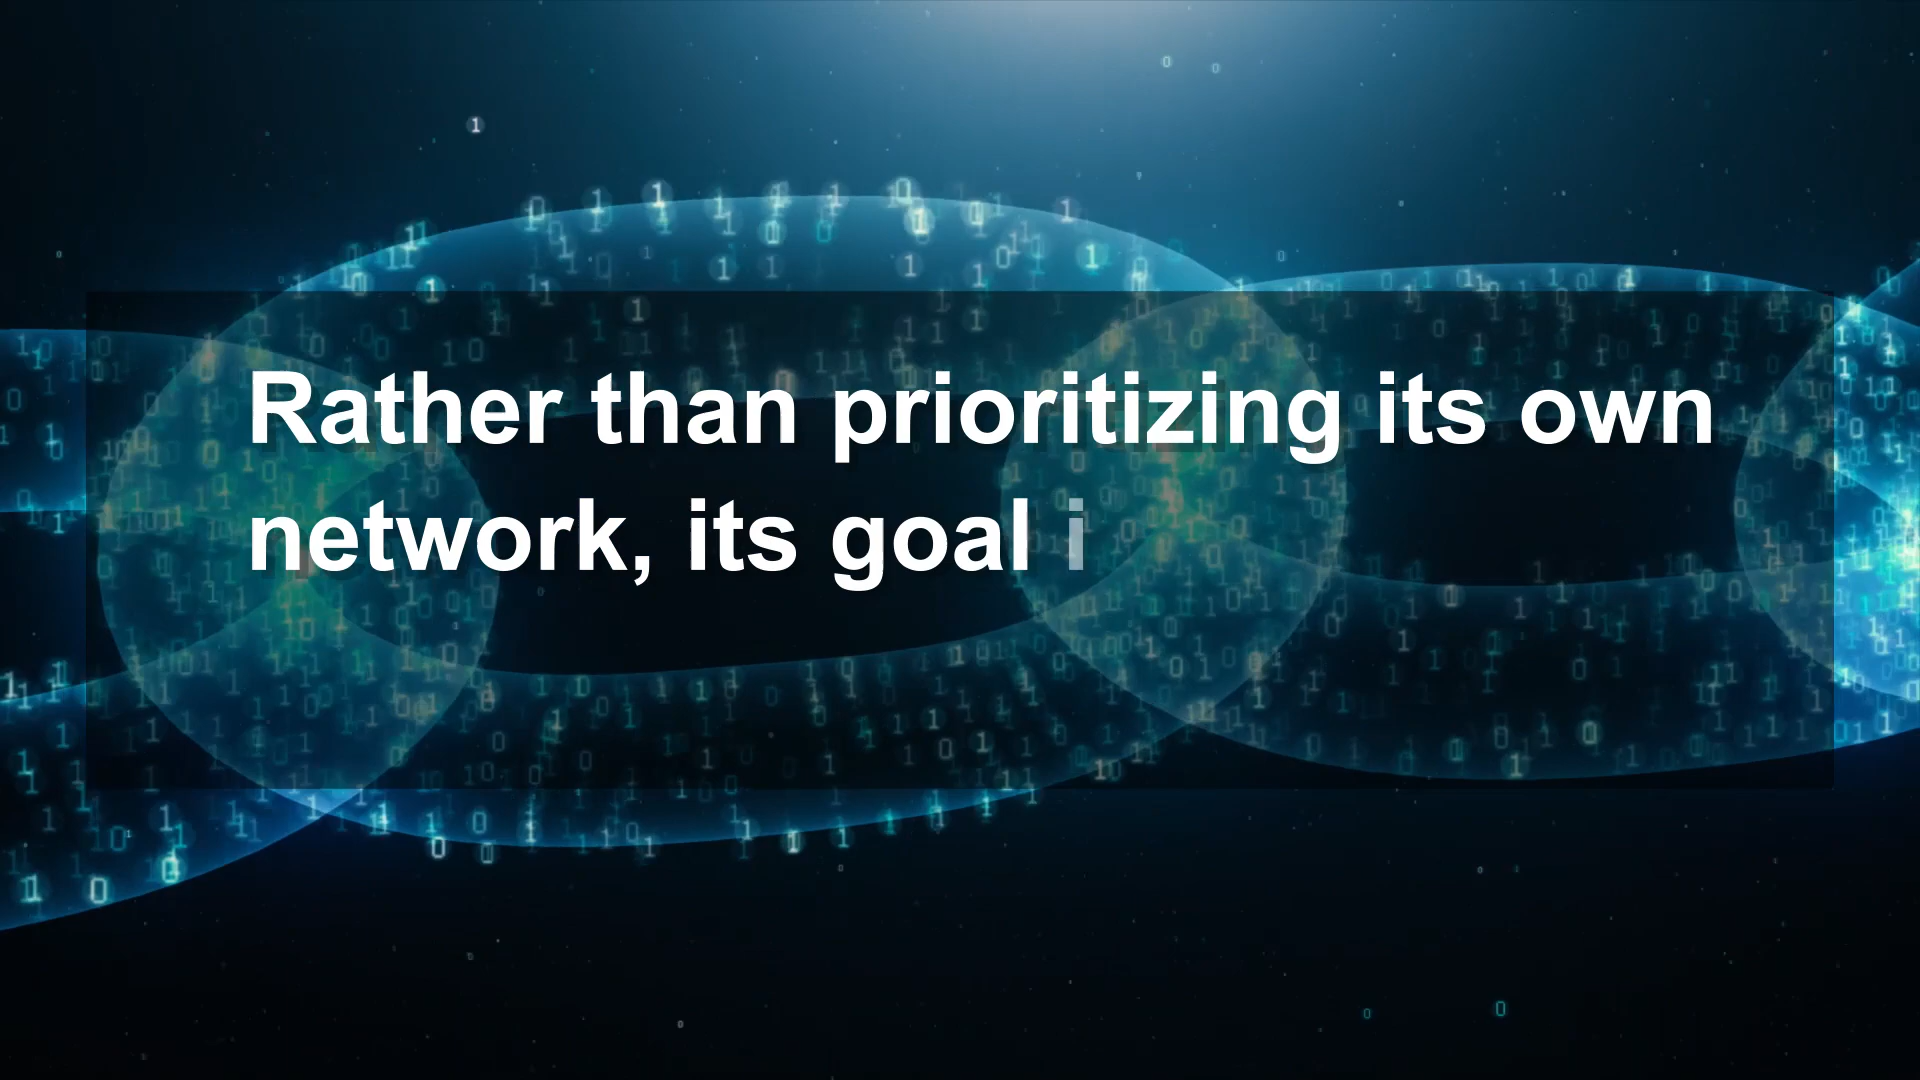 Rather than prioritizing its own
network, its goal i